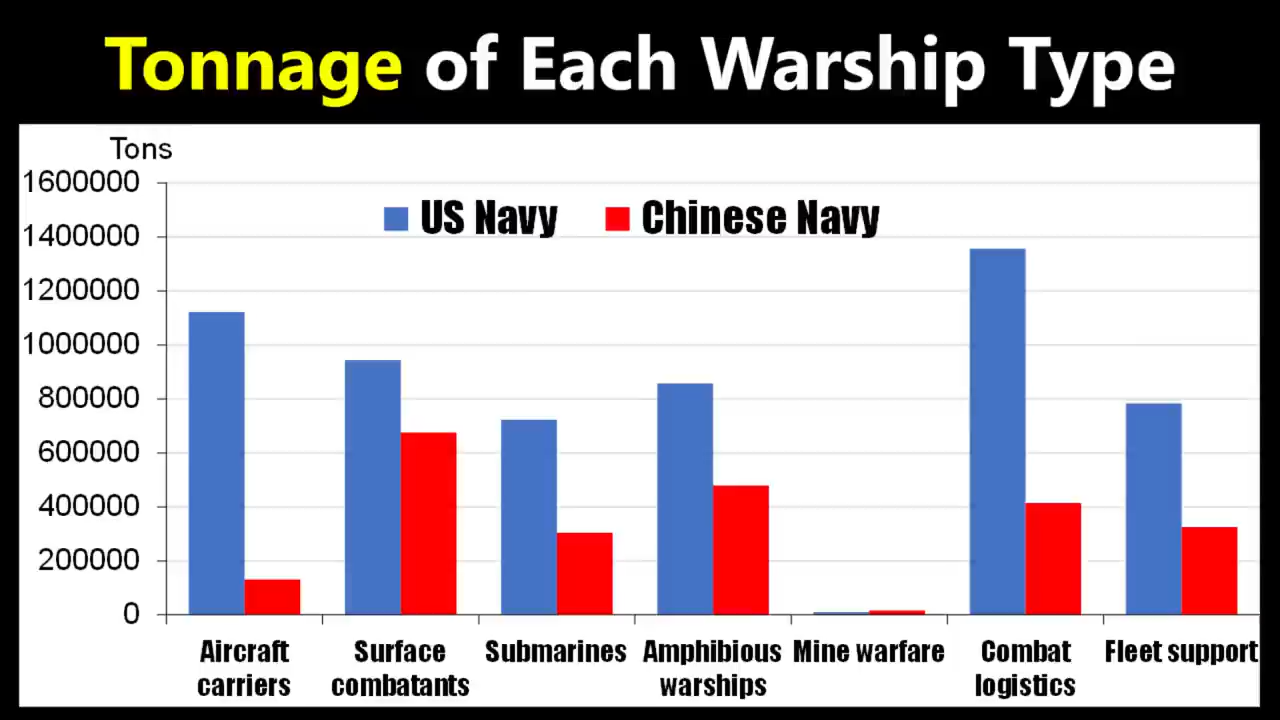 Tonnage of Each Warship Type
Tons
1600000
1400000
1200000
1000000
800000
600000
400000
200000
0
US Navy
Chinese Navy
Aircraft
carriers
Surface
combatants
Submarines
Amphibious
warships
Mine warfare
Combat
logistics
Fleet support